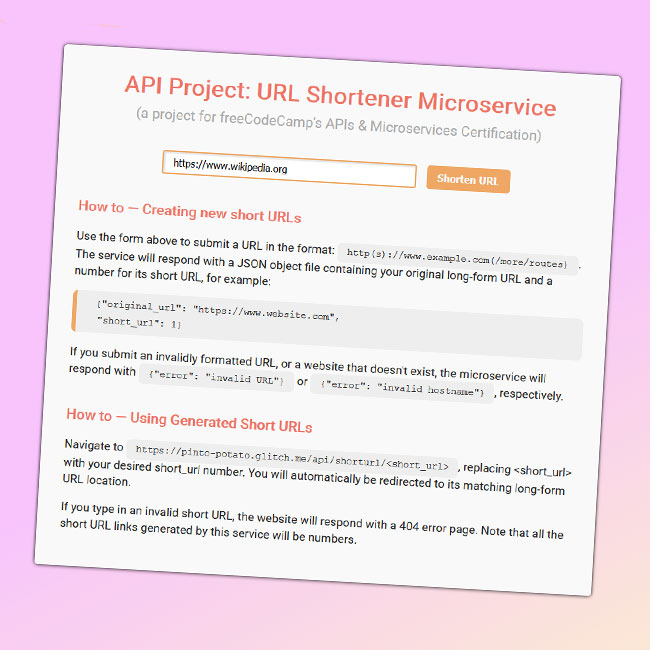 API Project: URL Shortener Microservice
(a project for freeCodeCamp's APIs & Microservices Certification)
https://www.wikipedia.org
Shorten URL
How to — Creating new short URLs
Use the form above to submit a URL in the format: http(s)://www.example.com(/more/routes) .
The service will respond with a JSON object file containing your original long-form URL and a
number for its short URL, for example:
{"original_url": "https://www.website.com",
"short_url": 1}
If you submit an invalidly formatted URL, or a website that doesn't exist, the microservice will
respond with {"error": "invalid URL"} or {"error": "invalid hostname"} , respectively.
How to — Using Generated Short URLs
Navigate to https://pinto-potato.glitch.me/api/shorturl/<short_url> , replacing <short_url>
with your desired short_url number. You will automatically be redirected to its matching long-form
URL location.
If you type in an invalid short URL, the website will respond with a 404 error page. Note that all the
short URL links generated by this service will be numbers.